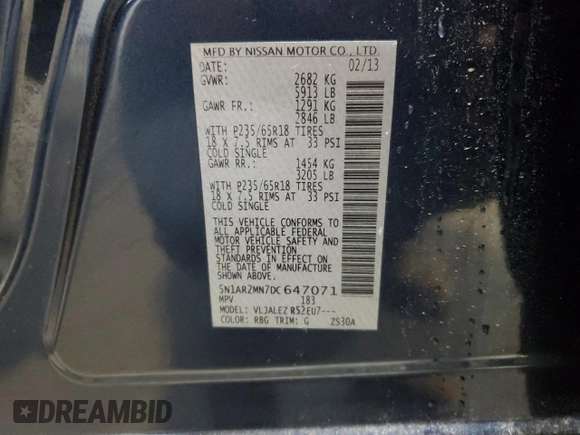 MFD BY NISSAN MOTOR CO., LTD.
DATE: 02/13
GVWR: 2682 KG
5913 LB
GAWR FR.: 1291 KG
2846 LB
WITH P235/65R18 TIRES
18 X 7.5 RIMS AT 33 PSI
COLD SINGLE
GAWR RR.: 1454 KG
3205 LB
WITH P235/65R18 TIRES
18 X 7.5 RIMS AT 33 PSI
COLD SINGLE
THIS VEHICLE CONFORMS TO
ALL APPLICABLE FEDERAL
MOTOR VEHICLE SAFETY AND
THEFT PREVENTION
STANDARDS IN EFFECT ON
THE DATE OF MANUFACTURE
SHOWN ABOVE.
5N1AR2MN7DC647071
MPV 183
MODEL: VLJALEZ R52EU7---
COLOR: RBG TRIM: G ZS30A
DREAMBID